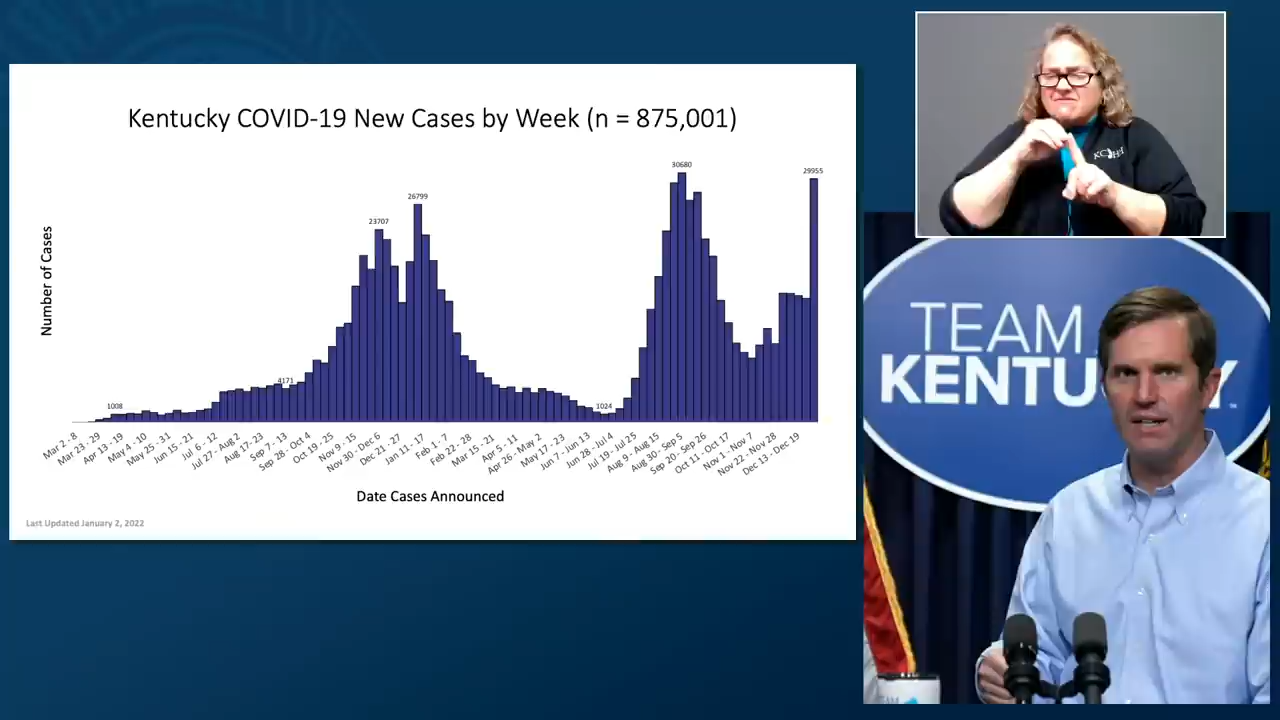 Kentucky COVID-19 New Cases by Week (n = 875,001)
Number of Cases
1008
4171
23707
26799
1024
30680
29955
Mar 2 - 8
Mar 23 - 29
Apr 13 - 19
May 4 - 10
May 25 - 31
Jun 15 - 21
Jul 6 - 12
Jul 27 - Aug 2
Aug 17 - 23
Sep 7 - 13
Sep 28 - Oct 4
Oct 19 - 25
Nov 9 - 15
Nov 30 - Dec 6
Dec 21 - 27
Jan 11 - 17
Feb 1 - 7
Feb 22 - 28
Mar 15 - 21
Apr 5 - 11
Apr 26 - May 2
May 17 - 23
Jun 7 - Jun 13
Jun 28 - Jul 4
Jul 19 - Jul 25
Aug 9 - Aug 15
Aug 30 - Sep 5
Sep 20 - Sep 26
Oct 11 - Oct 17
Nov 1 - Nov 7
Nov 22 - Nov 28
Dec 13 - Dec 19
Date Cases Announced
Last Updated January 2, 2022
TEAM
KENTU Y